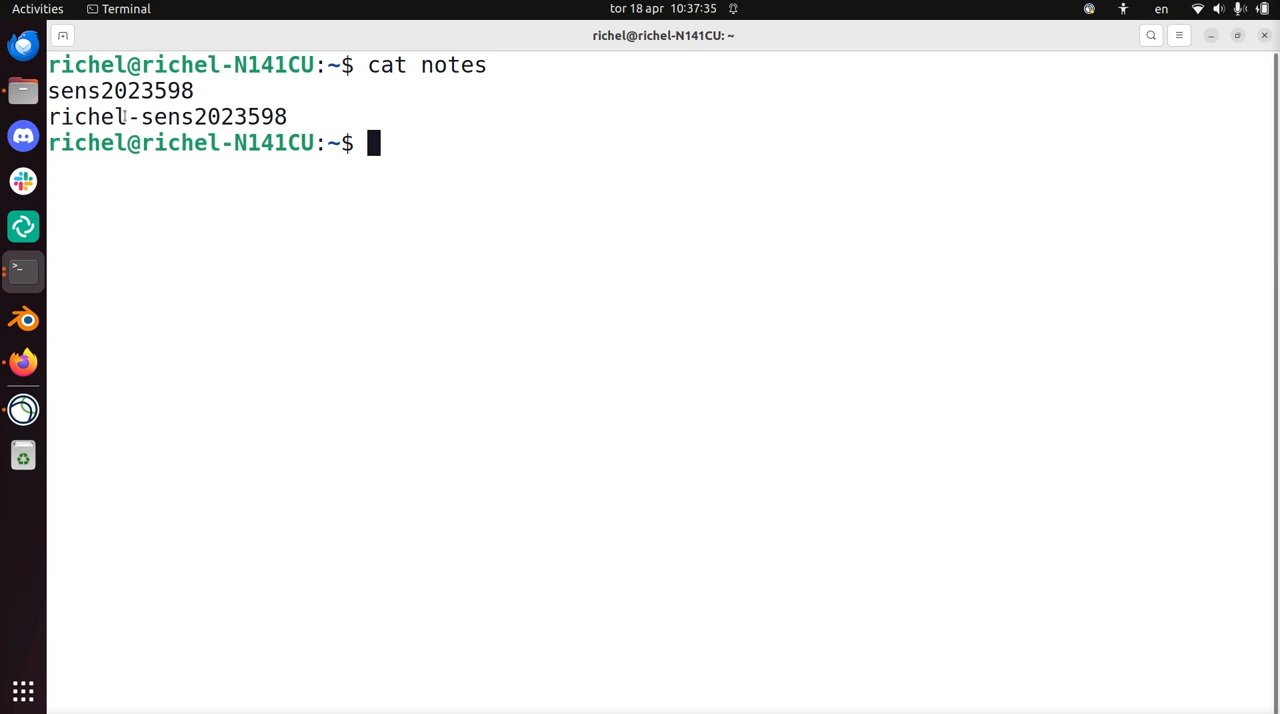 Activities Terminal tor 18 apr 10:37:35 en
richel@richel-N141CU: ~
richel@richel-N141CU:~$ cat notes
sens2023598
richel-sens2023598
richel@richel-N141CU:~$